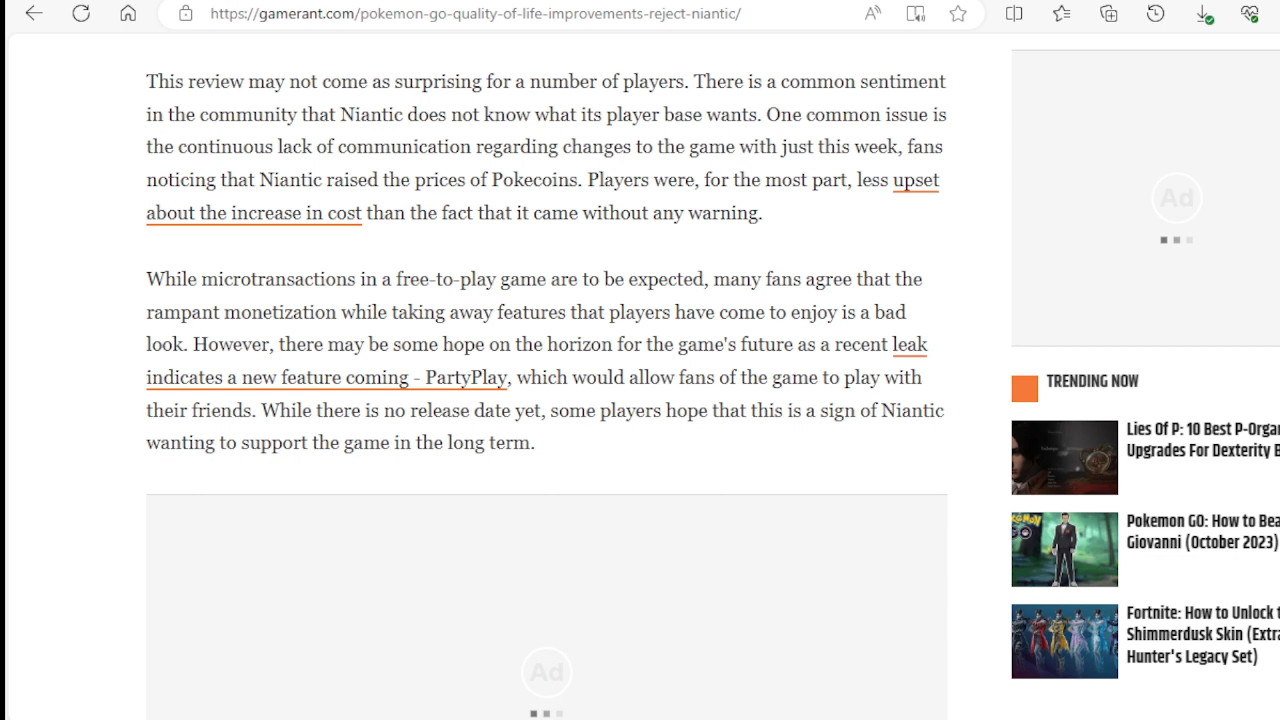 https://gamerant.com/pokemon-go-quality-of-life-improvements-reject-niantic/
This review may not come as surprising for a number of players. There is a common sentiment
in the community that Niantic does not know what its player base wants. One common issue is
the continuous lack of communication regarding changes to the game with just this week, fans
noticing that Niantic raised the prices of Pokecoins. Players were, for the most part, less upset
about the increase in cost than the fact that it came without any warning.
While microtransactions in a free-to-play game are to be expected, many fans agree that the
rampant monetization while taking away features that players have come to enjoy is a bad
look. However, there may be some hope on the horizon for the game's future as a recent leak
indicates a new feature coming - PartyPlay, which would allow fans of the game to play with
their friends. While there is no release date yet, some players hope that this is a sign of Niantic
wanting to support the game in the long term.
Ad
Ad
TRENDING NOW
Lies Of P: 10 Best P-Orga
Upgrades For Dexterity B
Pokemon GO: How to Bea
Giovanni (October 2023)
Fortnite: How to Unlock t
Shimmerdusk Skin (Extra
Hunter's Legacy Set)